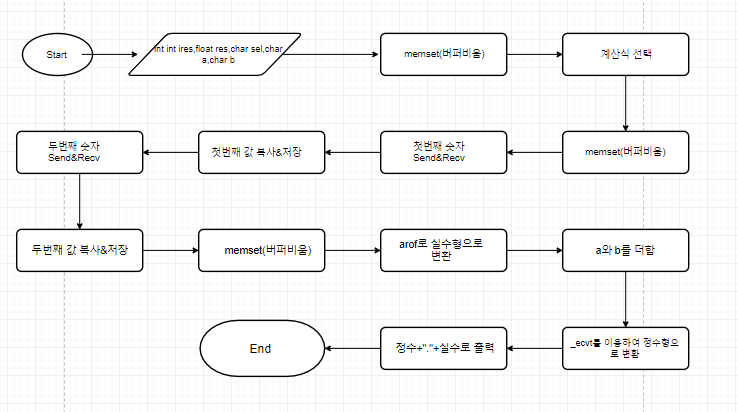 Start
int int ires,float res,char sel,char
a,char b
memset(버퍼비움)
계산식 선택
두번째 숫자
Send&Recv
첫번째 값 복사&저장
첫번째 숫자
Send&Recv
memset(버퍼비움)
두번째 값 복사&저장
memset(버퍼비움)
arof로 실수형으로
변환
a와 b를 더함
End
정수+"."+실수로 출력
_ecvt를 이용하여 정수형으
로 변환